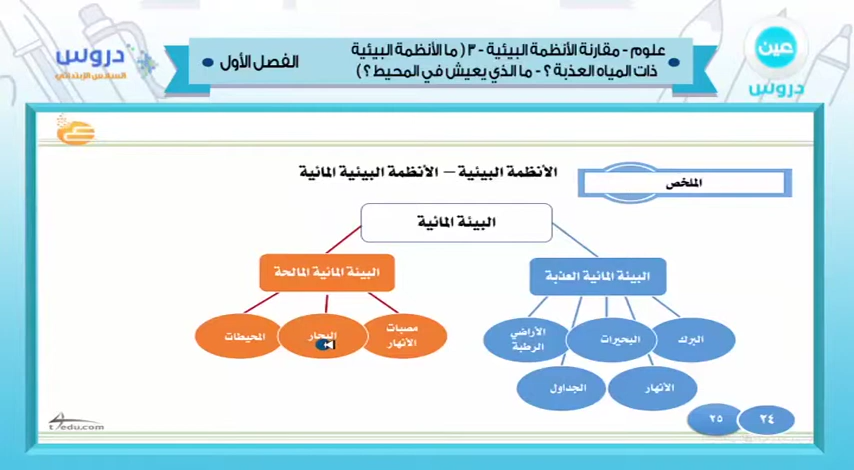 علوم - مقارنة الأنظمة البيئية - ٣ ( ما الأنظمة البيئية
ذات المياه العذبة ؟ - ما الذي يعيش في المحيط ؟ )
الفصل الأول
عين
دروس
دروس
السادس الإبتدائي
الملخص
الأنظمة البيئية – الأنظمة البيئية المائية
البيئة المائية
البيئة المائية العذبة
البيئة المائية المالحة
البرك
البحيرات
الأراضي
الرطبة
الأنهار
الجداول
مصبات
الأنهار
البحار
المحيطات
٢٤
٢٥
t4edu.com